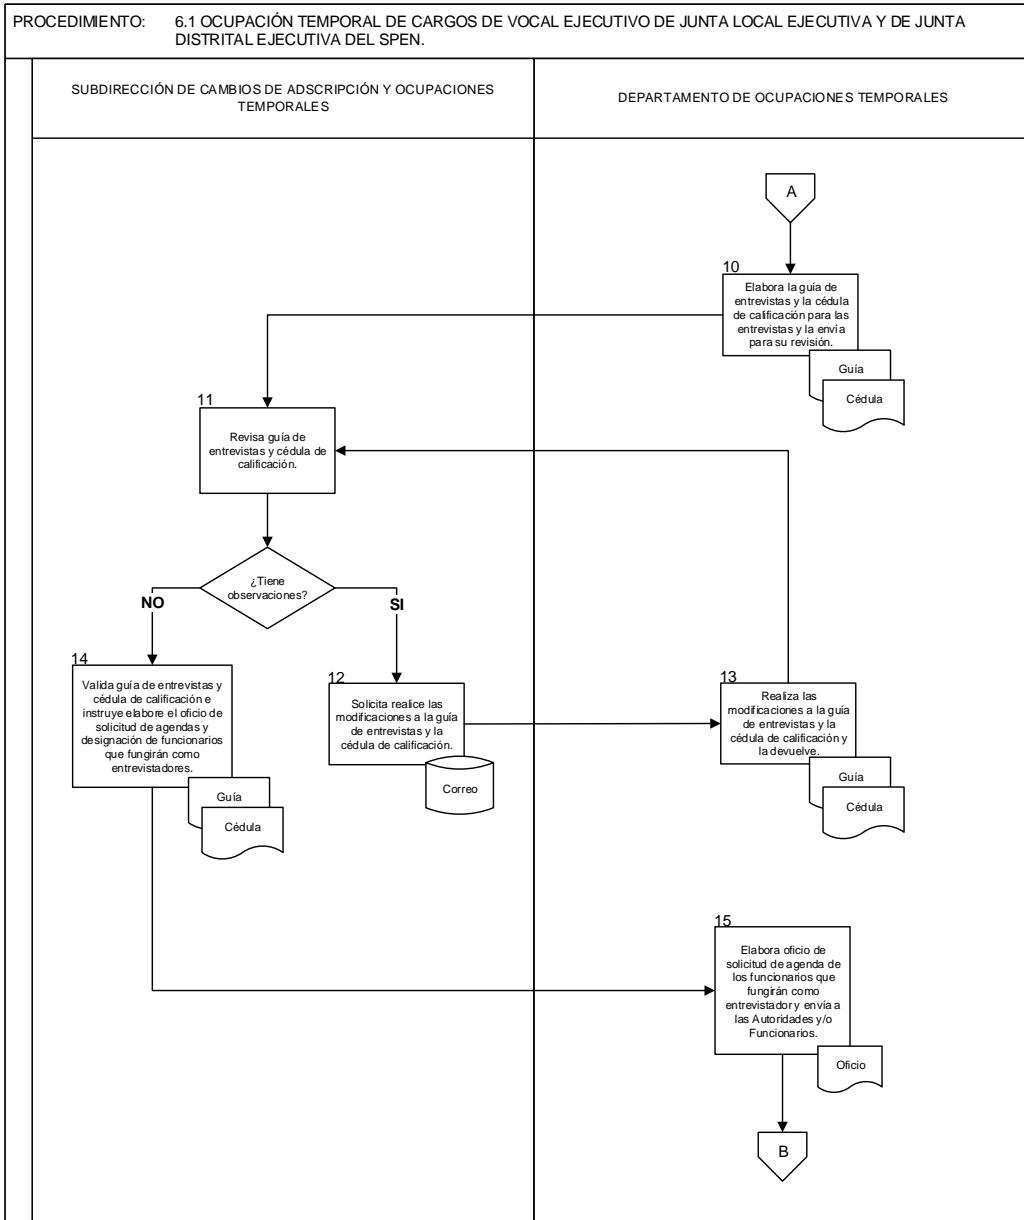 PROCEDIMIENTO: 6.1 OCUPACIÓN TEMPORAL DE CARGOS DE VOCAL EJECUTIVO DE JUNTA LOCAL EJECUTIVA Y DE JUNTA
DISTRITAL EJECUTIVA DEL SPEN.
SUBDIRECCIÓN DE CAMBIOS DE ADSCRIPCIÓN Y OCUPACIONES
TEMPORALES
DEPARTAMENTO DE OCUPACIONES TEMPORALES
A
10
Elabora la guía de
entrevistas y la cédula
de calificación para las
entrevistas y la envía
para su revisión.
Guía
Cédula
11
Revisa guía de
entrevistas y cédula de
calificación.
¿Tiene
observaciones?
NO
SI
14
Valida guía de entrevistas y
cédula de calificación e
instruye elabore el oficio de
solicitud de agendas y
designación de funcionarios
que fungirán como
entrevistadores.
Guía
Cédula
12
Solicita realice las
modificaciones a la guía
de entrevistas y la
cédula de calificación.
Correo
13
Realiza las
modificaciones a la guía
de entrevistas y la
cédula de calificación y
la devuelve.
Guía
Cédula
15
Elabora oficio de
solicitud de agenda de
los funcionarios que
fungirán como
entrevistador y envía a
las Autoridades y/o
Funcionarios.
Oficio
B